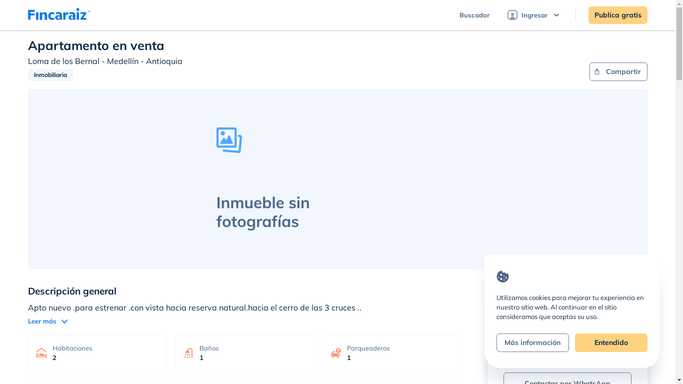 Fincaraiz
Buscador
Ingresar
Publica gratis
Apartamento en venta
Loma de los Bernal - Medellín - Antioquia
Inmobiliaria
Compartir
Inmueble sin
fotografías
Descripción general
Apto nuevo .para estrenar .con vista hacia reserva natural.hacia el cerro de las 3 cruces ..
Leer más
Habitaciones
2
Baños
1
Parqueaderos
1
Utilizamos cookies para mejorar tu experiencia en
nuestro sitio web. Al continuar en el sitio
consideramos que aceptas su uso.
Más información
Entendido
Contactar por WhatsApp